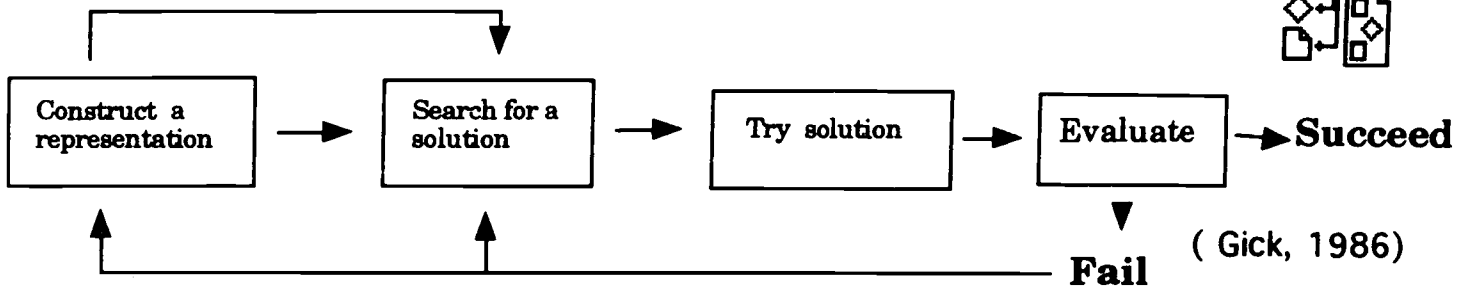 Construct a
representation
Search for a
solution
Try solution
Evaluate
Succeed
Fail
( Gick, 1986)